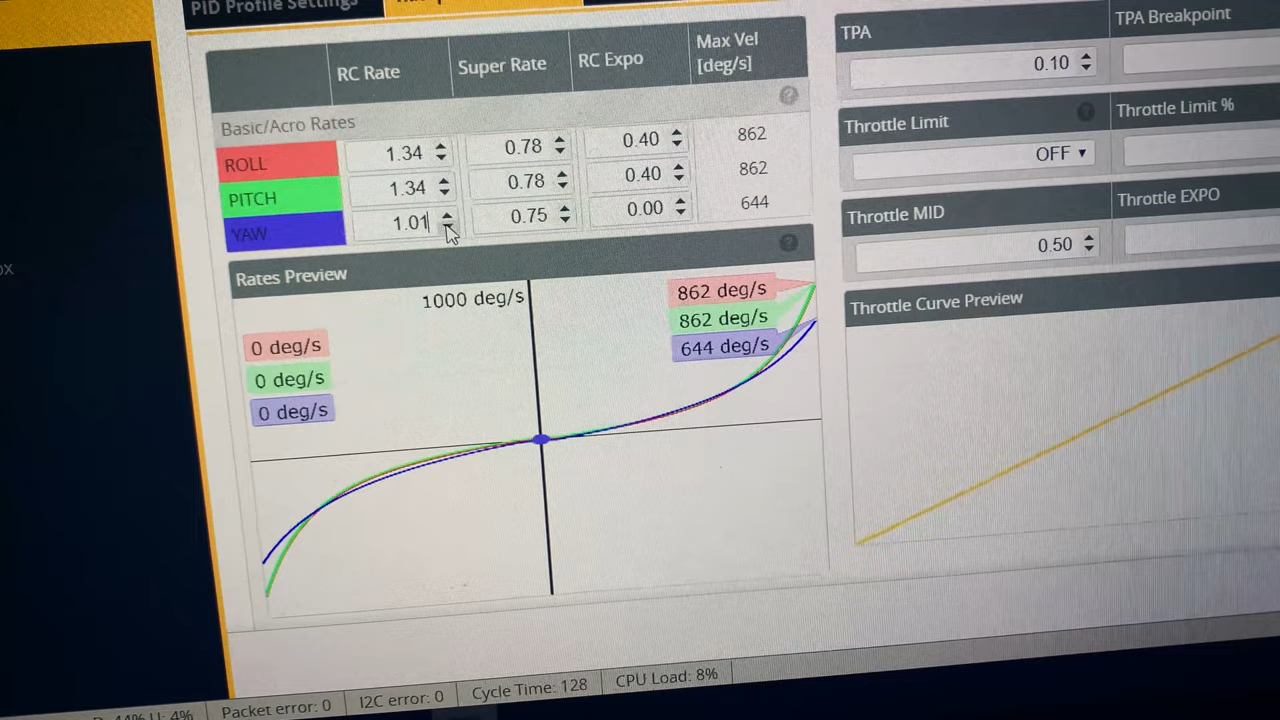 PID Profile Settings
RC Rate Super Rate RC Expo Max Vel [deg/s]
Basic/Acro Rates
ROLL 1.34 0.78 0.40 862
PITCH 1.34 0.78 0.40 862
YAW 1.01 0.75 0.00 644
Rates Preview
1000 deg/s
862 deg/s
862 deg/s
644 deg/s
0 deg/s
0 deg/s
0 deg/s
TPA TPA Breakpoint
0.10
Throttle Limit Throttle Limit %
OFF
Throttle MID Throttle EXPO
0.50
Throttle Curve Preview
U: 4% Packet error: 0 I2C error: 0 Cycle Time: 128 CPU Load: 8%